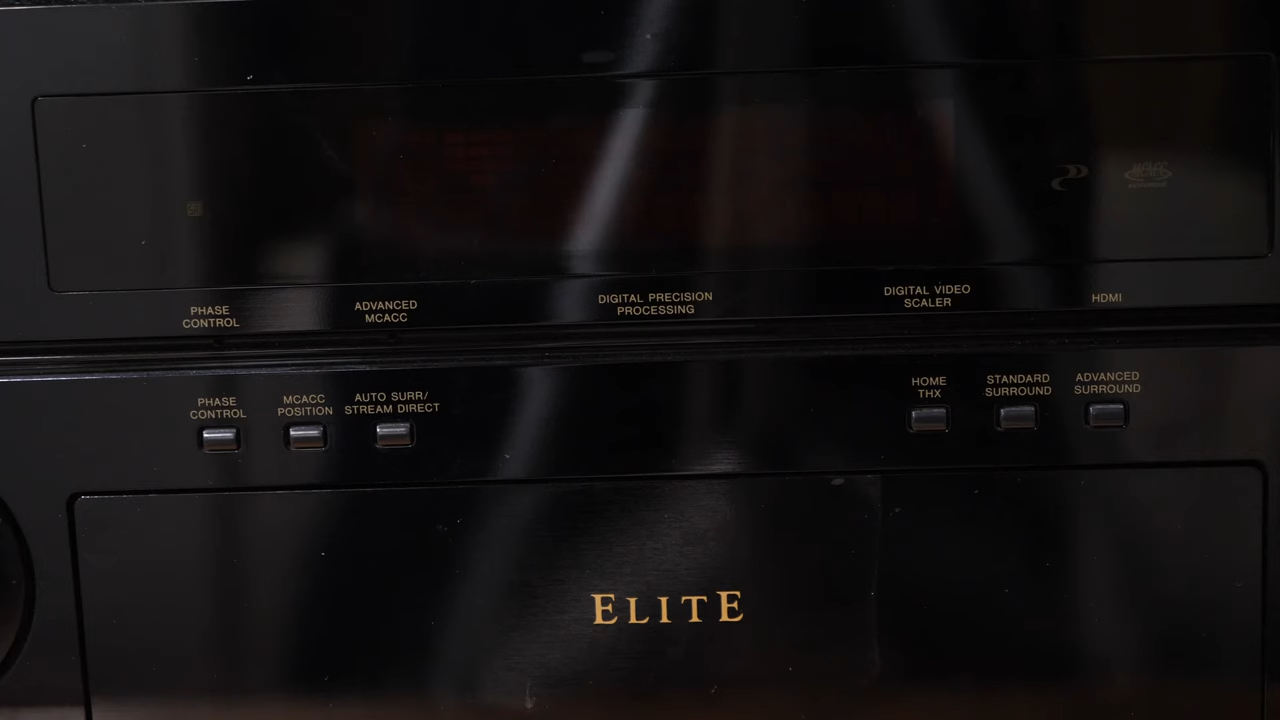 MCACC
PHASE
CONTROL
ADVANCED
MCACC
DIGITAL PRECISION
PROCESSING
DIGITAL VIDEO
SCALER
HDMI
PHASE
CONTROL
MCACC
POSITION
AUTO SURR/
STREAM DIRECT
HOME
THX
STANDARD
SURROUND
ADVANCED
SURROUND
ELITE